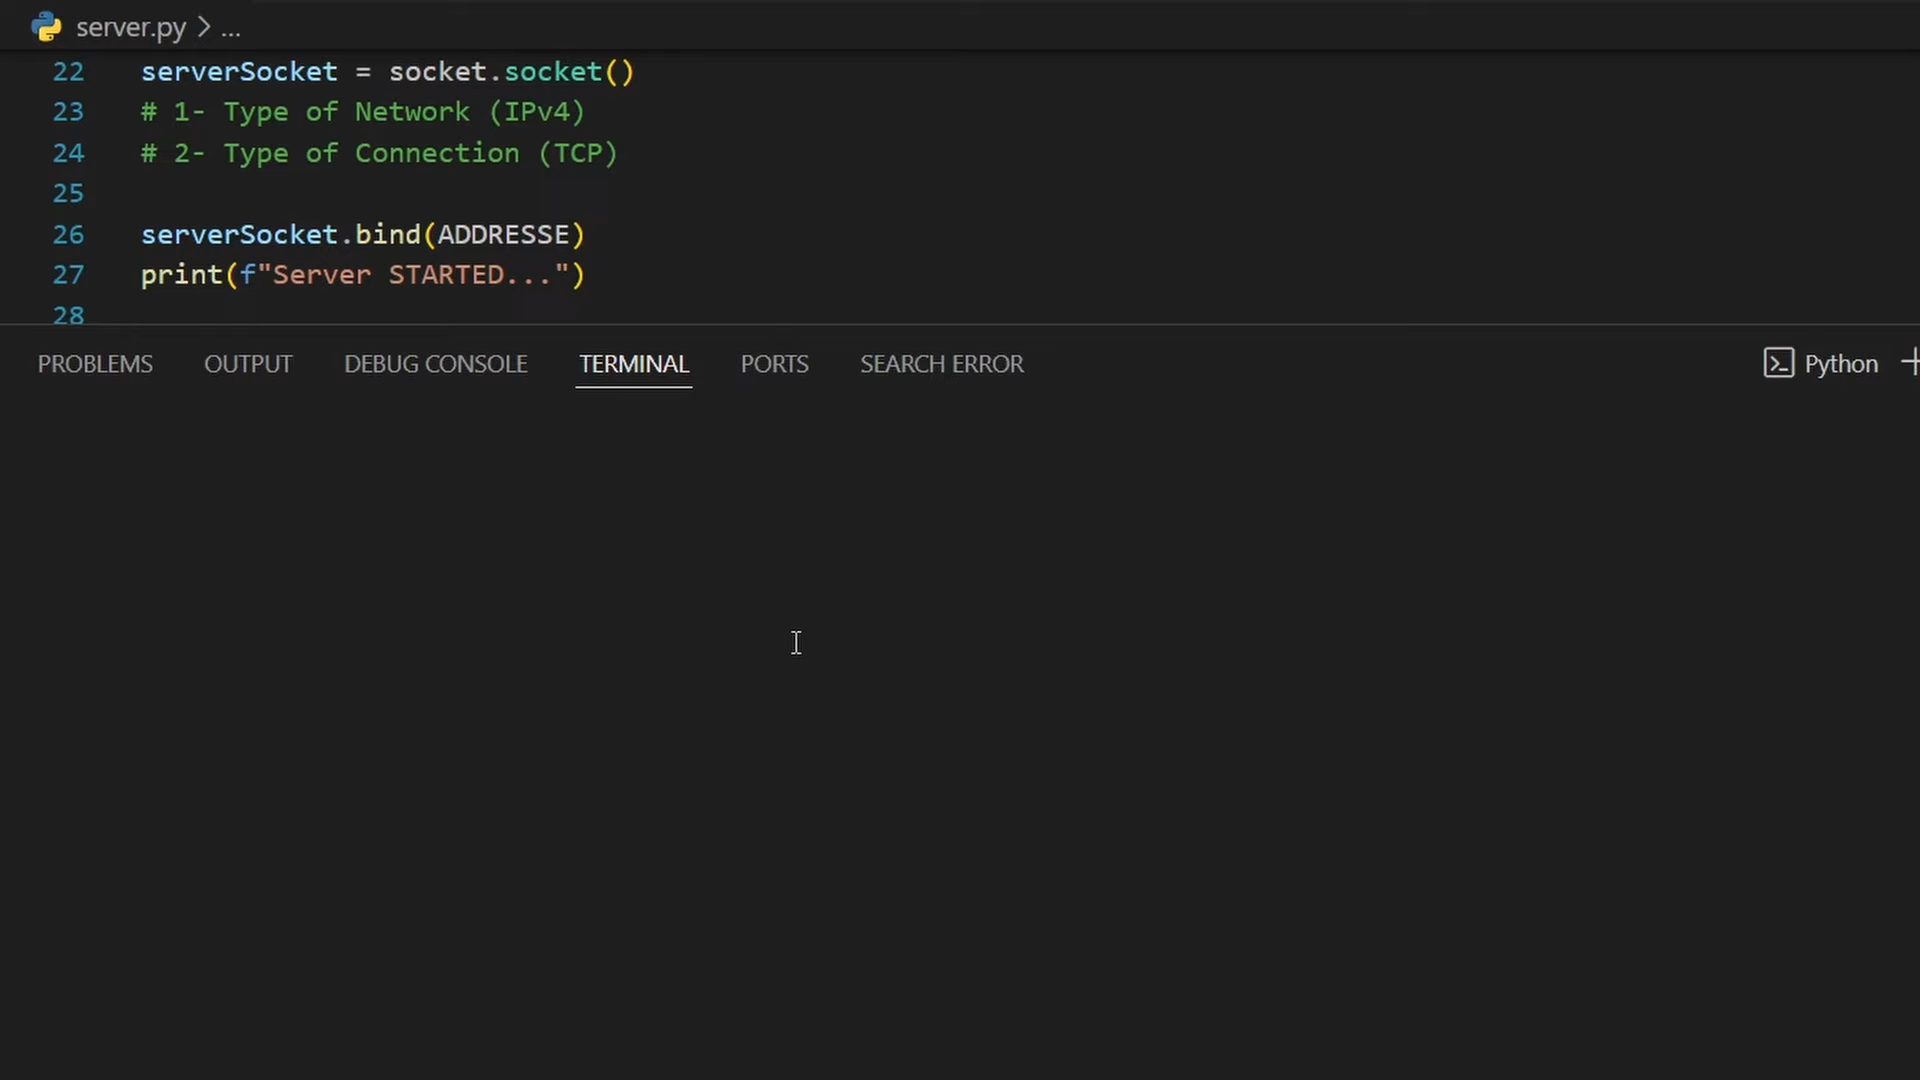 server.py > ...
22 serverSocket = socket.socket()
23 # 1- Type of Network (IPv4)
24 # 2- Type of Connection (TCP)
25
26 serverSocket.bind(ADDRESSE)
27 print(f"Server STARTED...")
28
PROBLEMS OUTPUT DEBUG CONSOLE TERMINAL PORTS SEARCH ERROR Python